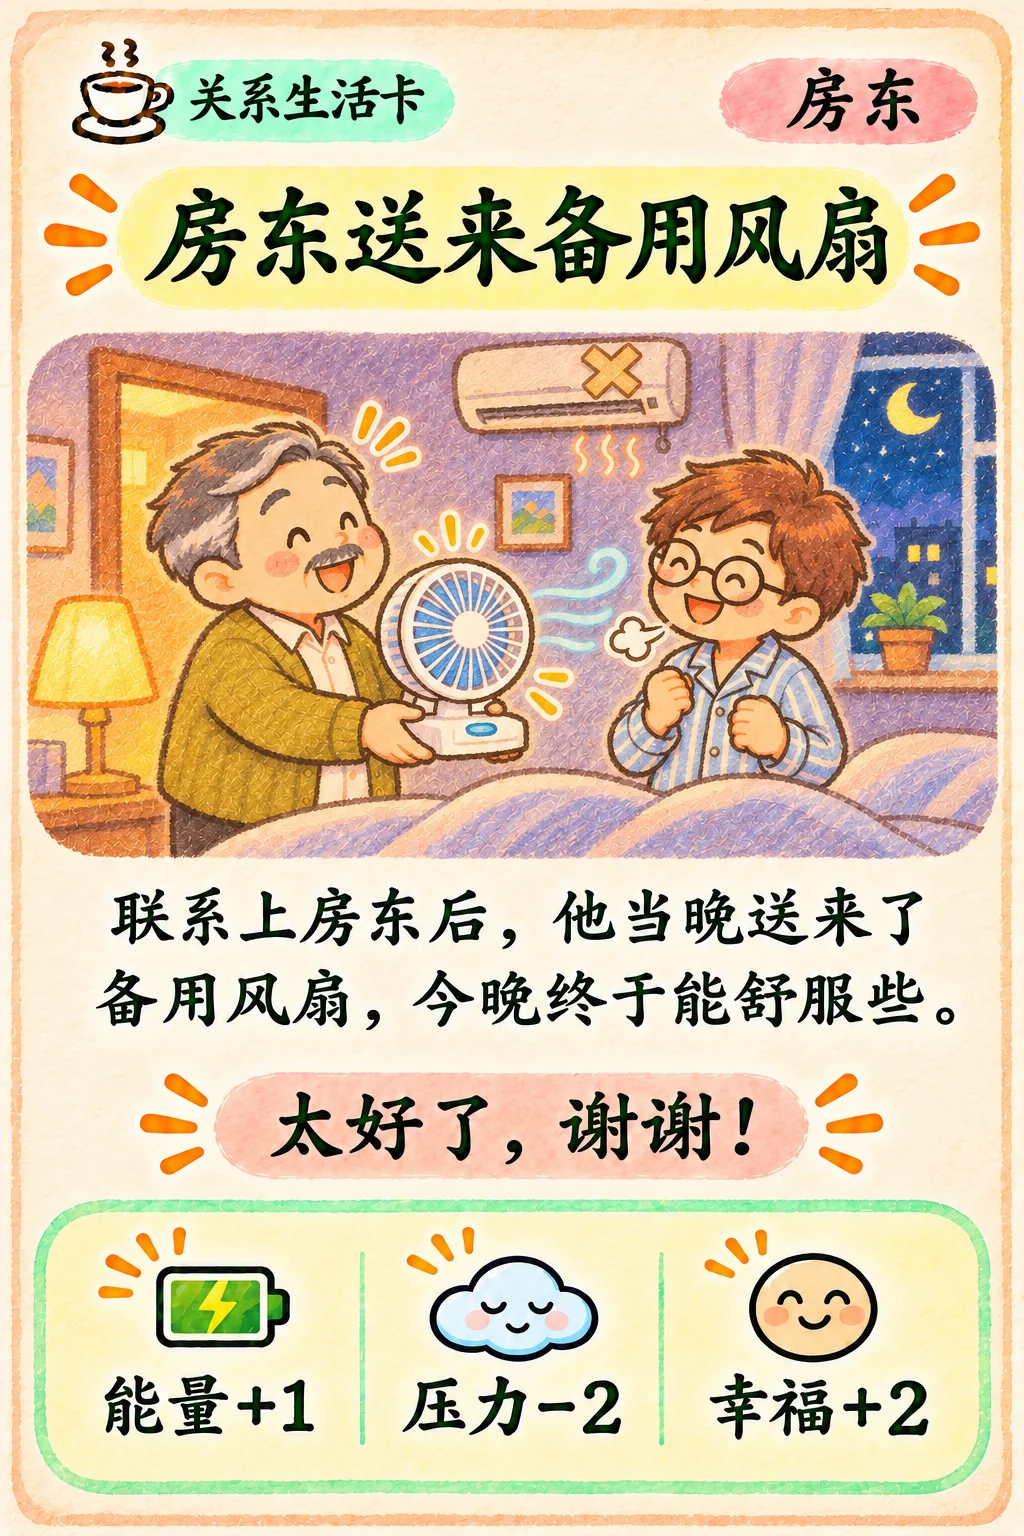 关系生活卡
房东
房东送来备用风扇
联系上房东后，他当晚送来了
备用风扇，今晚终于能舒服些。
太好了，谢谢！
能量+1
压力-2
幸福+2